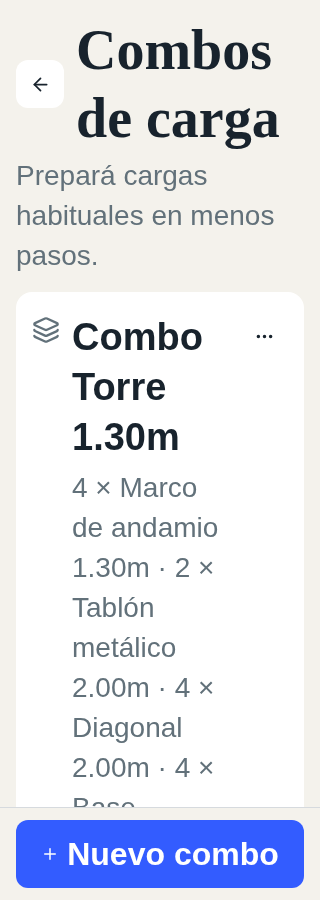 Combos
de carga
Prepará cargas
habituales en menos
pasos.
Combo
Torre
1.30m
4 × Marco
de andamio
1.30m · 2 ×
Tablón
metálico
2.00m · 4 ×
Diagonal
2.00m · 4 ×
Base
+ Nuevo combo